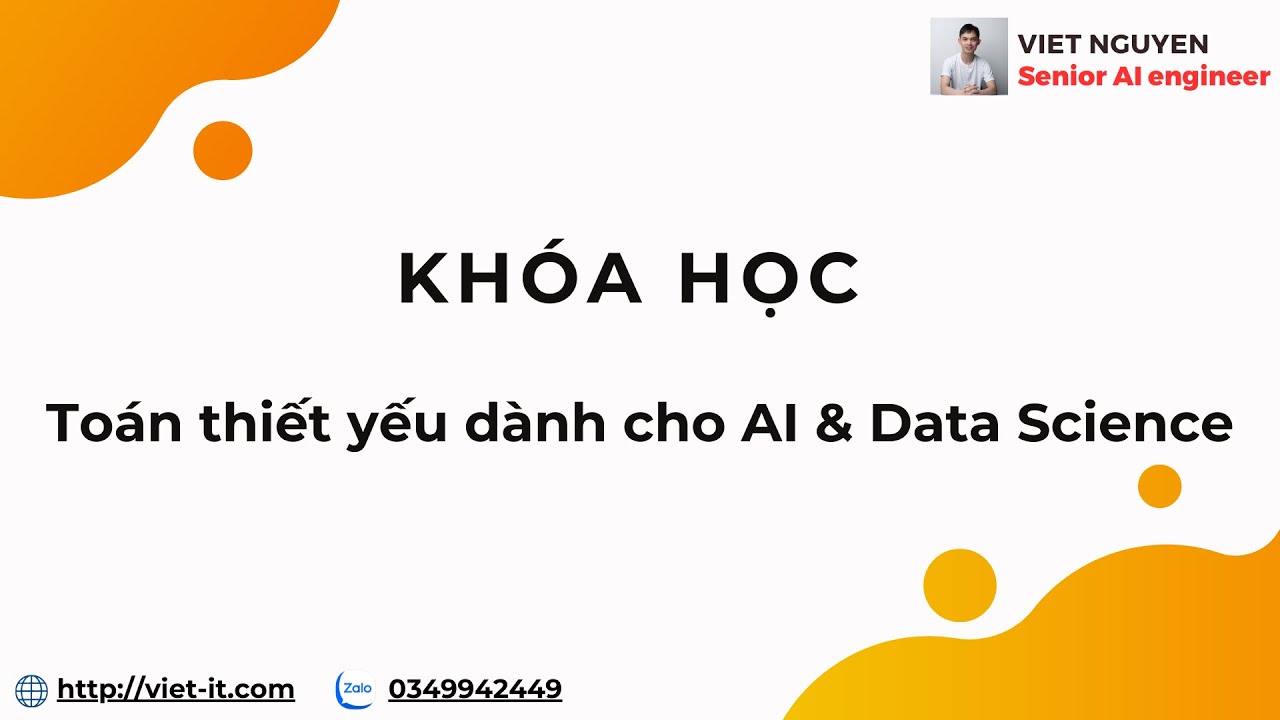 VIET NGUYEN
Senior AI engineer
KHÓA HỌC
Toán thiết yếu dành cho AI & Data Science
http://viet-it.com
Zalo
0349942449